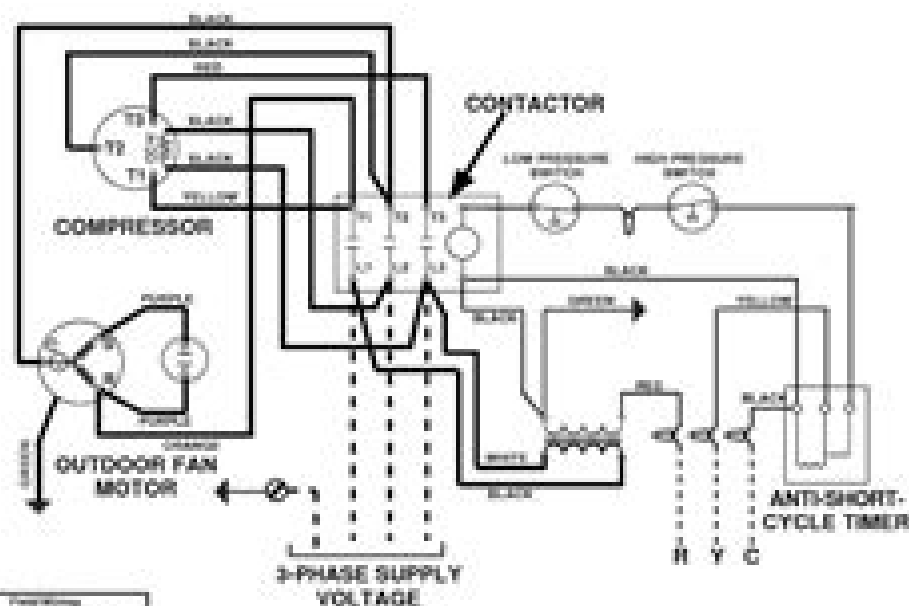 BLACK
BLACK
RED
CONTACTOR
T3
BLACK
T2
LOW PRESSURE
SWITCH
HIGH PRESSURE
SWITCH
T1
BLACK
YELLOW
COMPRESSOR
T1
T2
T3
L1
L2
L3
BLACK
PURPLE
GREEN
YELLOW
BLACK
RED
BLACK
PURPLE
ORANGE
GREEN
OUTDOOR FAN
MOTOR
WHITE
BLACK
ANTI-SHORT-
CYCLE TIMER
R Y C
3-PHASE SUPPLY
VOLTAGE